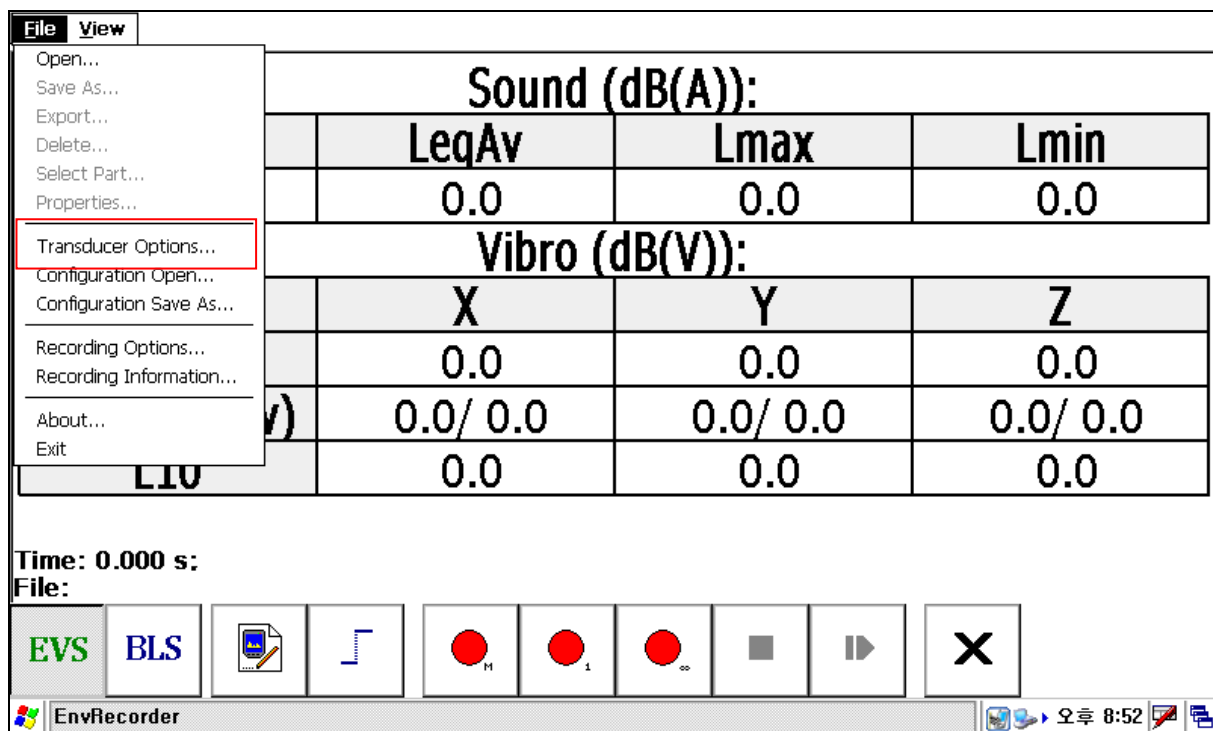 File View
Open...
Save As...
Export...
Delete...
Select Part...
Properties...
Transducer Options...
Configuration Open...
Configuration Save As...
Recording Options...
Recording Information...
About...
Exit
Sound (dB(A)):
LeqAv Lmax Lmin
0.0 0.0 0.0
Vibro (dB(V)):
X Y Z
0.0 0.0 0.0
v) 0.0/ 0.0 0.0/ 0.0 0.0/ 0.0
L10 0.0 0.0 0.0
Time: 0.000 s;
File:
EVS BLS M 1 ∞
EnvRecorder 오후 8:52